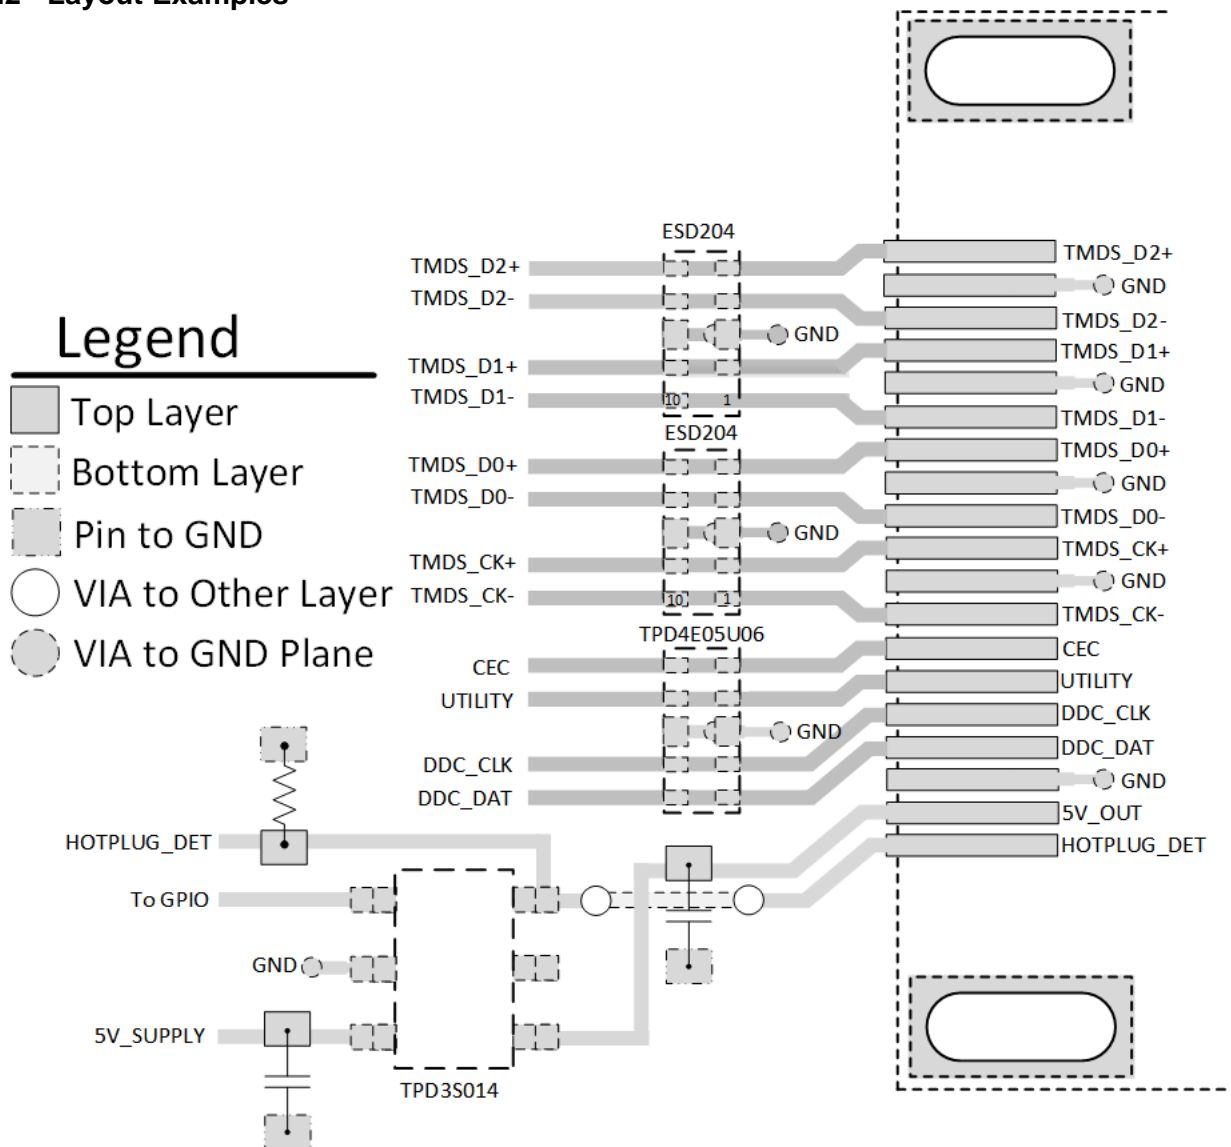 Layout Examples
ESD204
TMDS_D2+
TMDS_D2+
TMDS_D2-
GND
GND
TMDS_D2-
TMDS_D1+
TMDS_D1+
GND
TMDS_D1-
10
1
TMDS_D1-
ESD204
TMDS_D0+
TMDS_D0+
TMDS_D0-
GND
GND
TMDS_D0-
TMDS_CK+
TMDS_CK+
GND
TMDS_CK-
10
1
TMDS_CK-
TPD4E05U06
CEC
CEC
UTILITY
UTILITY
GND
DDC_CLK
DDC_CLK
DDC_DAT
DDC_DAT
GND
5V_OUT
HOTPLUG_DET
HOTPLUG_DET
To GPIO
GND
5V_SUPPLY
TPD3S014
Legend
Top Layer
Bottom Layer
Pin to GND
VIA to Other Layer
VIA to GND Plane